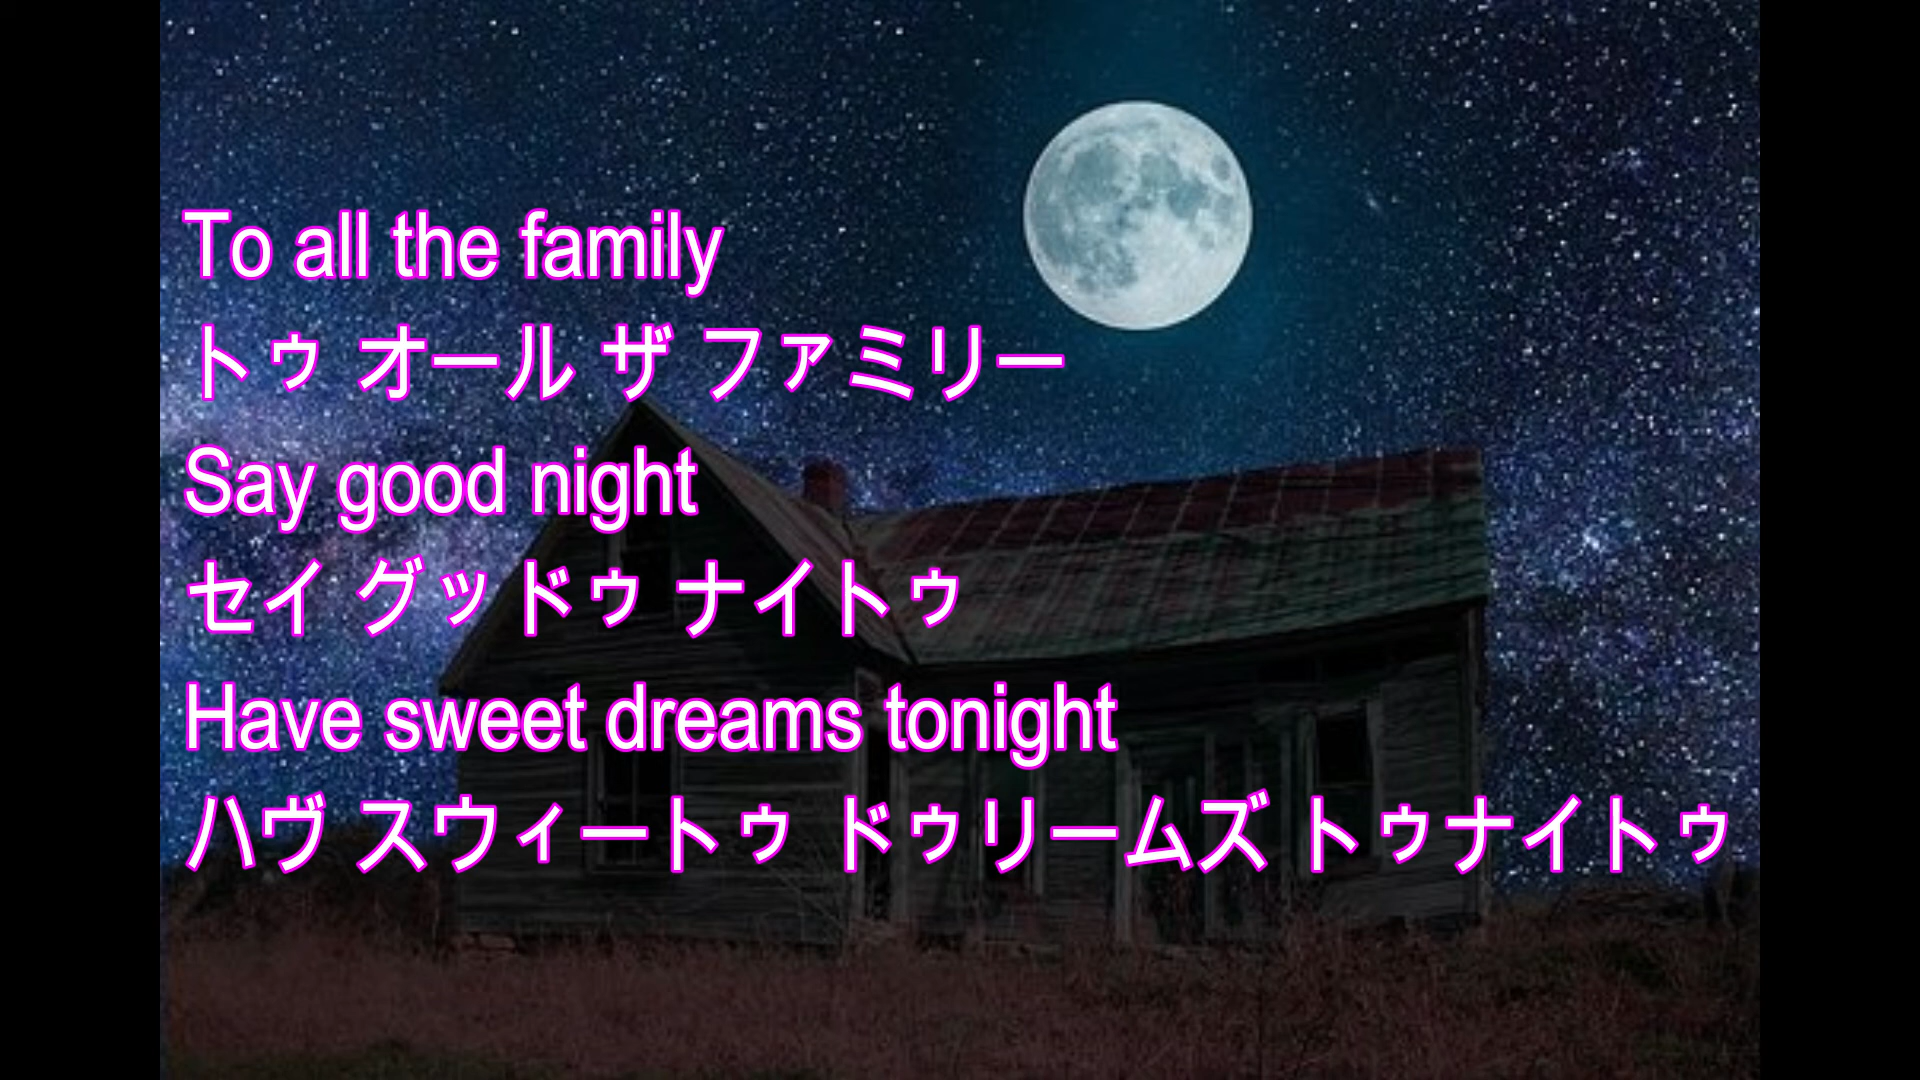 To all the family
トゥ オール ザ ファミリー
Say good night
セイ グッドゥ ナイトゥ
Have sweet dreams tonight
ハヴ スウィートゥ ドゥリームズ トゥナイトゥ